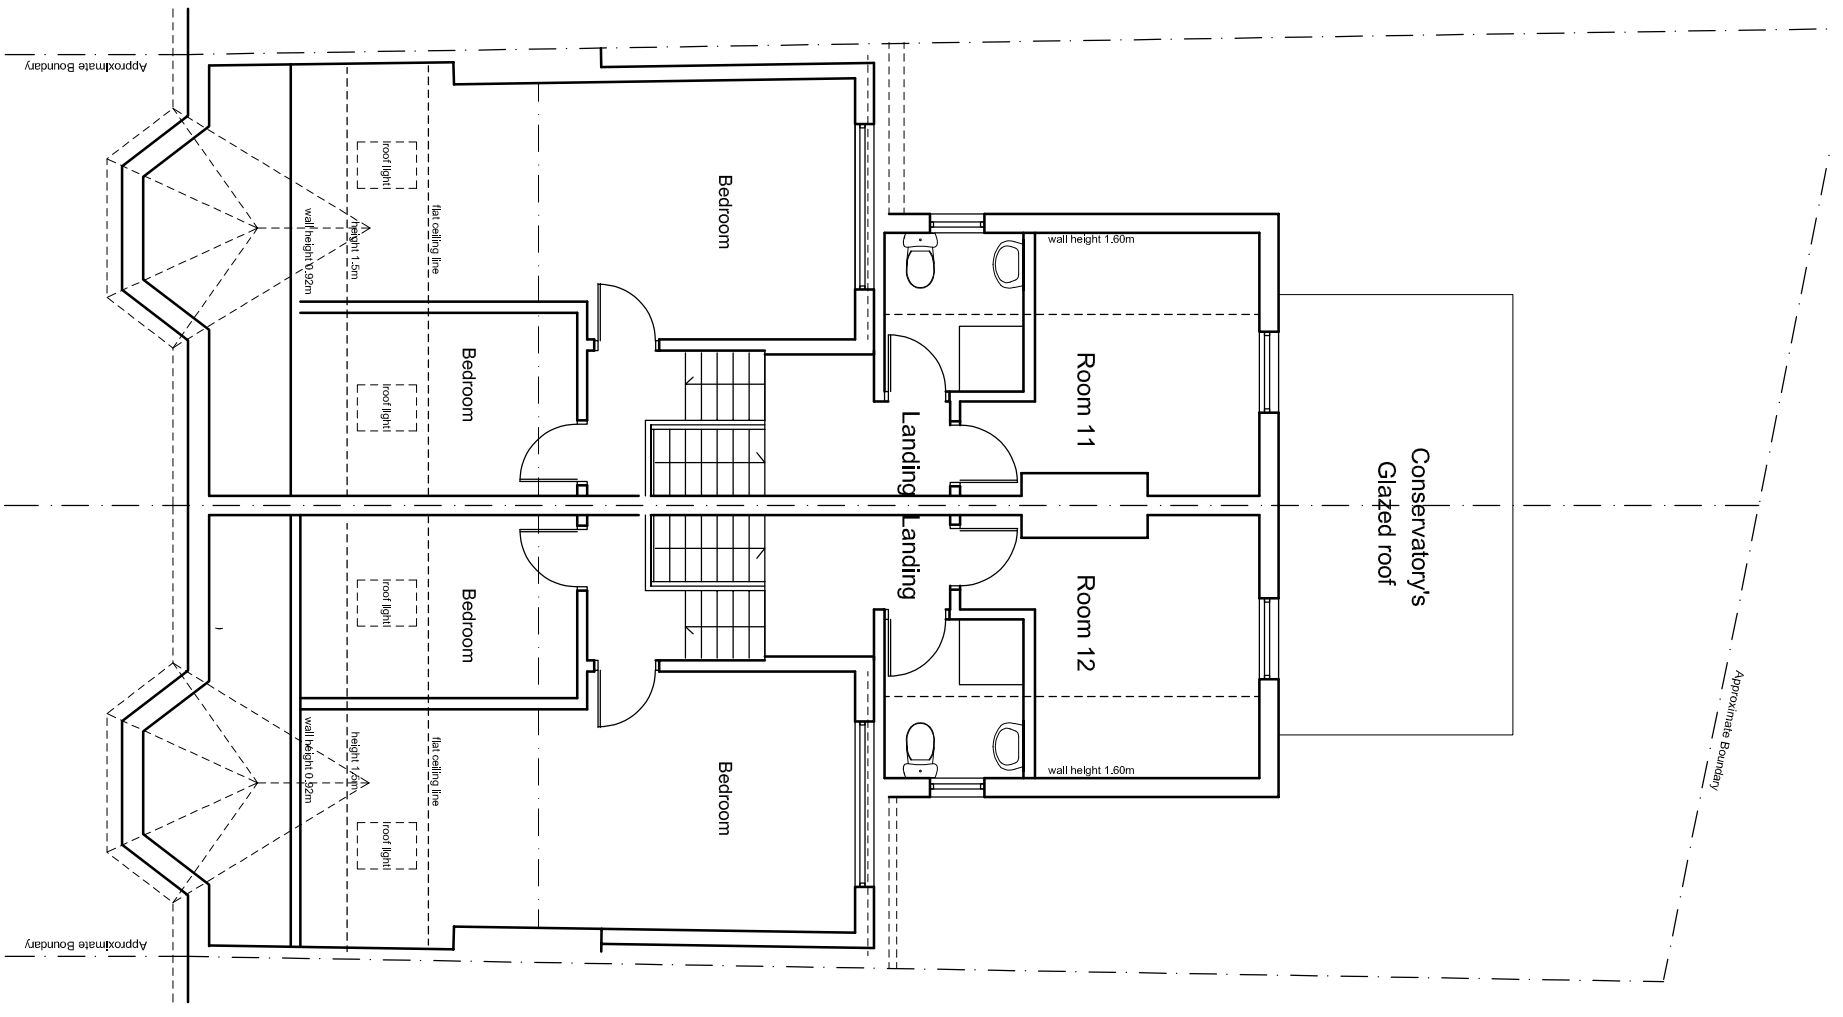 Approximate Boundary
roof light
wall height 0.92m
height 1.5m
flat ceiling line
Bedroom
wall height 1.60m
Bedroom
roof light
Room 11
Landing
Conservatory's
Glazed roof
Landing
Room 12
roof light
Bedroom
wall height 0.92m
height 1.5m
flat ceiling line
Bedroom
wall height 1.60m
roof light
Approximate Boundary
Approximate Boundary